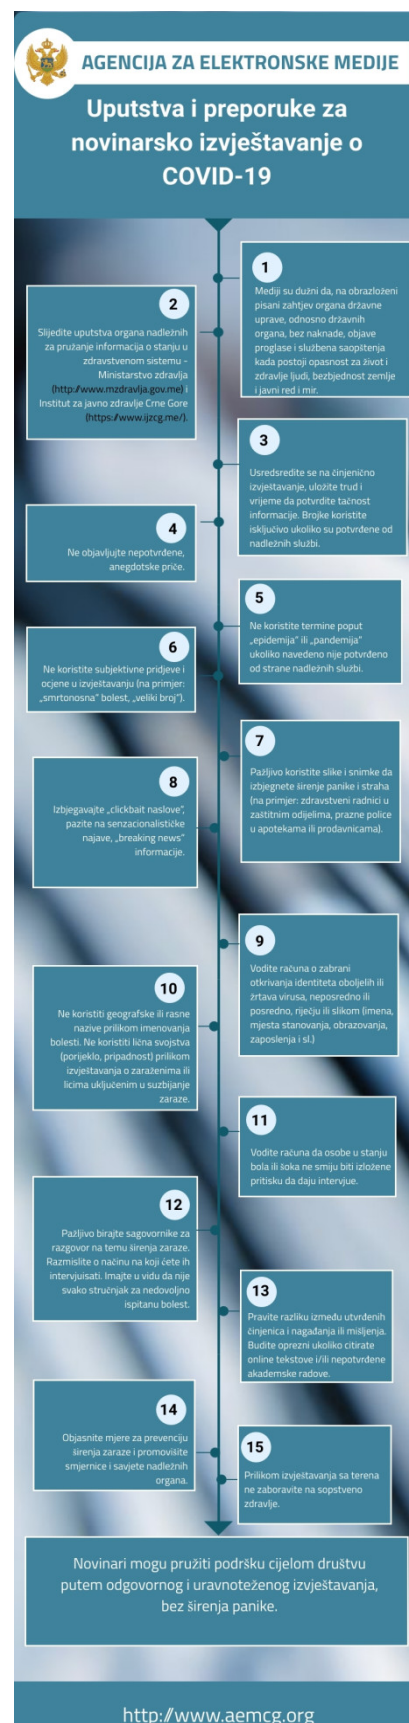 AGENCIJA ZA ELEKTRONSKE MEDIJE
Uputstva i preporuke za
novinarsko izvještavanje o
COVID-19
1
Mediji su dužni da, na obrazloženi
pisani zahtjev organa državne
uprave, odnosno državnih
organa, bez naknade, objave
proglase i službena saopštenja
kada postoji opasnost za život i
zdravlje ljudi, bezbjednost zemlje
i javni red i mir.
2
Slijedite uputstva organa nadležnih
za pružanje informacija o stanju u
zdravstvenom sistemu -
Ministarstvo zdravlja
(http://www.mzdravlja.gov.me) i
Institut za javno zdravlje Crne Gore
(https://www.ijzcg.me/).
3
Usredsredite se na činjenično
izvještavanje, uložite trud i
vrijeme da potvrdite tačnost
informacije. Brojke koristite
isključivo ukoliko su potvrđene od
nadležnih službi.
4
Ne objavljujte nepotvrđene,
anegdotske priče.
5
Ne koristite termine poput
„epidemija” ili „pandemija”
ukoliko navedeno nije potvrđeno
od strane nadležnih službi.
6
Ne koristite subjektivne pridjeve i
ocjene u izvještavanju (na primjer:
„smrtonosna” bolest, „veliki broj”).
7
Pažljivo koristite slike i snimke da
izbjegnete širenje panike i straha
(na primjer: zdravstveni radnici u
zaštitnim odijelima, prazne police
u apotekama ili prodavnicama).
8
Izbjegavajte „clickbait naslove”,
pazite na senzacionalističke
najave, „breaking news”
informacije.
9
Vodite računa o zabrani
otkrivanja identiteta oboljelih ili
žrtava virusa, neposredno ili
posredno, riječju ili slikom (imena,
mjesta stanovanja, obrazovanja,
zaposlenja i sl.)
10
Ne koristiti geografske ili rasne
nazive prilikom imenovanja
bolesti. Ne koristiti lična svojstva
(porijeklo, pripadnost) prilikom
izvještavanja o zaraženima ili
licima uključenim u suzbijanje
zaraze.
11
Vodite računa da osobe u stanju
bola ili šoka ne smiju biti izložene
pritisku da daju intervjue.
12
Pažljivo birajte sagovornike za
razgovor na temu širenja zaraze.
Razmislite o načinu na koji ćete ih
intervjuisati. Imajte u vidu da nije
svako stručnjak za nedovoljno
ispitanu bolest.
13
Pravite razliku između utvrđenih
činjenica i nagađanja ili mišljenja.
Budite oprezni ukoliko citirate
online tekstove i/ili nepotvrđene
akademske radove.
14
Objasnite mjere za prevenciju
širenja zaraze i promovišite
smjernice i savjete nadležnih
organa.
15
Prilikom izvještavanja sa terena
ne zaboravite na sopstveno
zdravlje.
Novinari mogu pružiti podršku cijelom društvu
putem odgovornog i uravnoteženog izvještavanja,
bez širenja panike.
http://www.aemcg.org